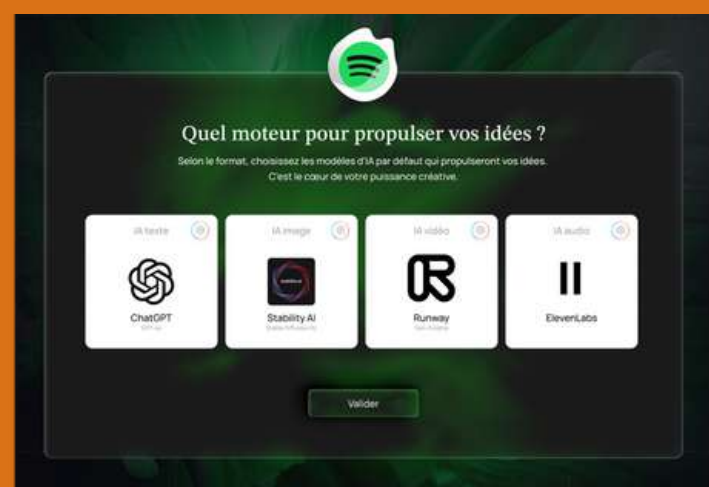 Quel moteur pour propulser vos idées ?
Selon le format, choisissez les modèles d'IA par défaut qui propulseront vos idées.
C'est le cœur de votre puissance créative.
IA texte
IA image
IA vidéo
IA audio
ChatGPT
Stability AI
Runway
ElevenLabs
Valider